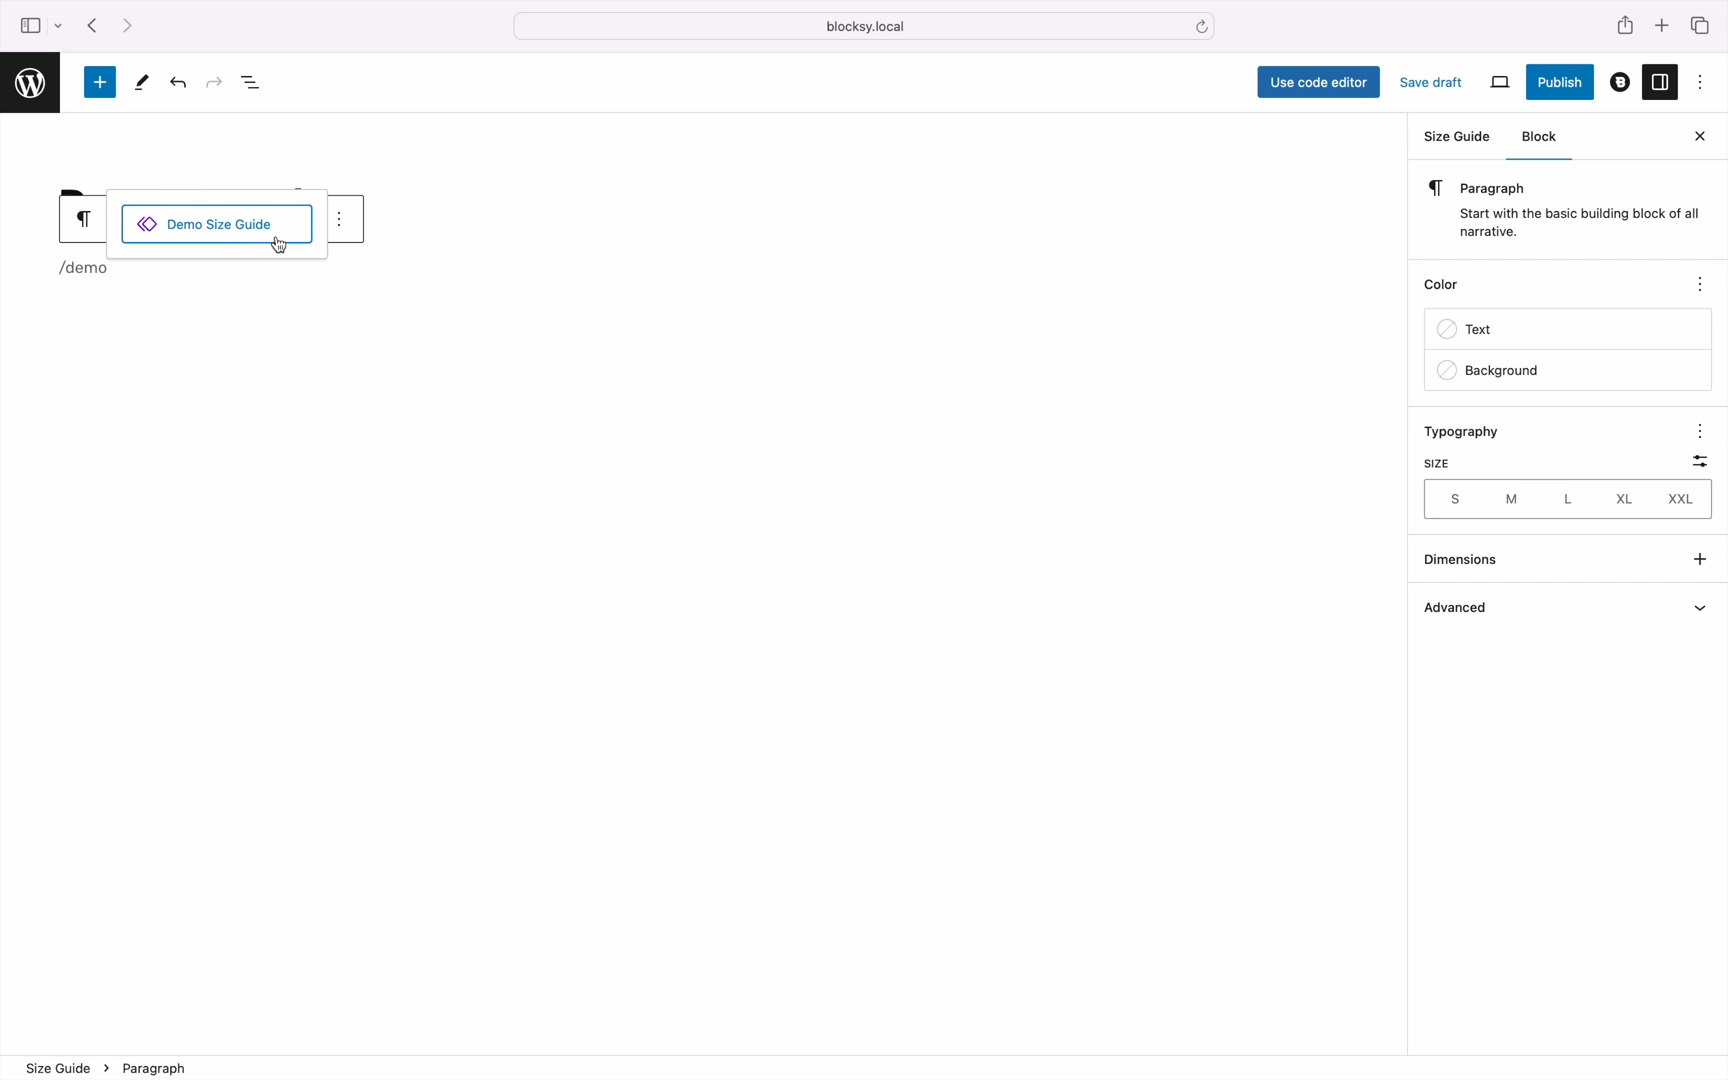 blocksy.local
Use code editor
Save draft
Publish
Size Guide
Block
Demo Size Guide
/demo
Paragraph
Start with the basic building block of all
narrative.
Color
Text
Background
Typography
SIZE
S M L XL XXL
Dimensions
Advanced
Size Guide > Paragraph